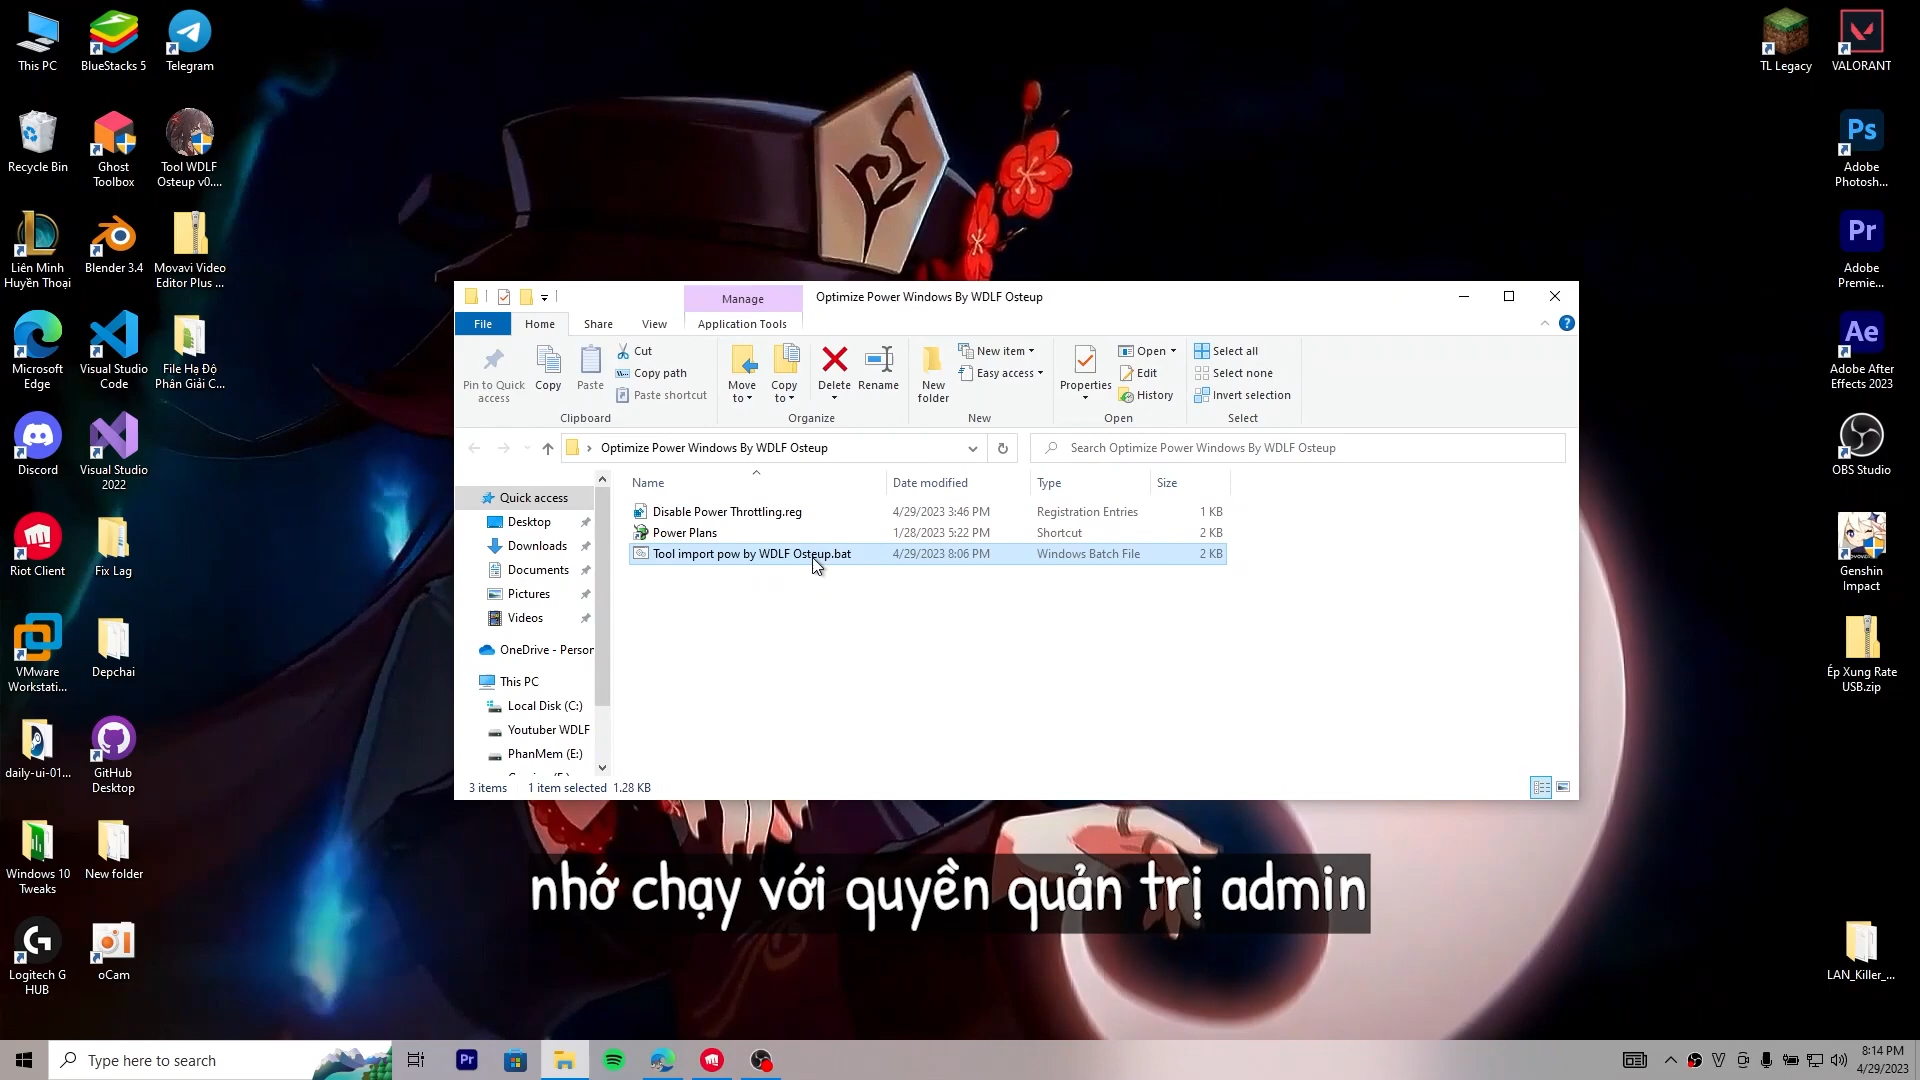 This PC
BlueStacks 5
Telegram
TL Legacy
VALORANT
Recycle Bin
Ghost
Toolbox
Tool WDLF
Osteup v0....
Ps
Adobe
Photosh...
Liên Minh
Huyền Thoại
Blender 3.4
Movavi Video
Editor Plus ...
Pr
Adobe
Premie...
Microsoft
Edge
Visual Studio
Code
File Hạ Độ
Phân Giải C...
Ae
Adobe After
Effects 2023
Discord
Visual Studio
2022
OBS Studio
Riot Client
Fix Lag
Genshin
Impact
VMware
Workstati...
Depchai
Ép Xung Rate
USB.zip
daily-ui-01...
GitHub
Desktop
Windows 10
Tweaks
New folder
Logitech G
HUB
oCam
LAN_Killer_...
Manage
Optimize Power Windows By WDLF Osteup
File
Home
Share
View
Application Tools
Pin to Quick
access
Copy
Paste
Cut
Copy path
Paste shortcut
Clipboard
Move
to
Copy
to
Delete
Rename
Organize
New
folder
New item
Easy access
New
Properties
Open
Edit
History
Open
Select all
Select none
Invert selection
Select
Optimize Power Windows By WDLF Osteup
Search Optimize Power Windows By WDLF Osteup
Quick access
Desktop
Downloads
Documents
Pictures
Videos
OneDrive - Person
This PC
Local Disk (C:)
Youtuber WDLF
PhanMem (E:)
Name Date modified Type Size
Disable Power Throttling.reg 4/29/2023 3:46 PM Registration Entries 1 KB
Power Plans 1/28/2023 5:22 PM Shortcut 2 KB
Tool import pow by WDLF Osteup.bat 4/29/2023 8:06 PM Windows Batch File 2 KB
3 items 1 item selected 1.28 KB
nhớ chạy với quyền quản trị admin
Type here to search
Pr
8:14 PM
4/29/2023